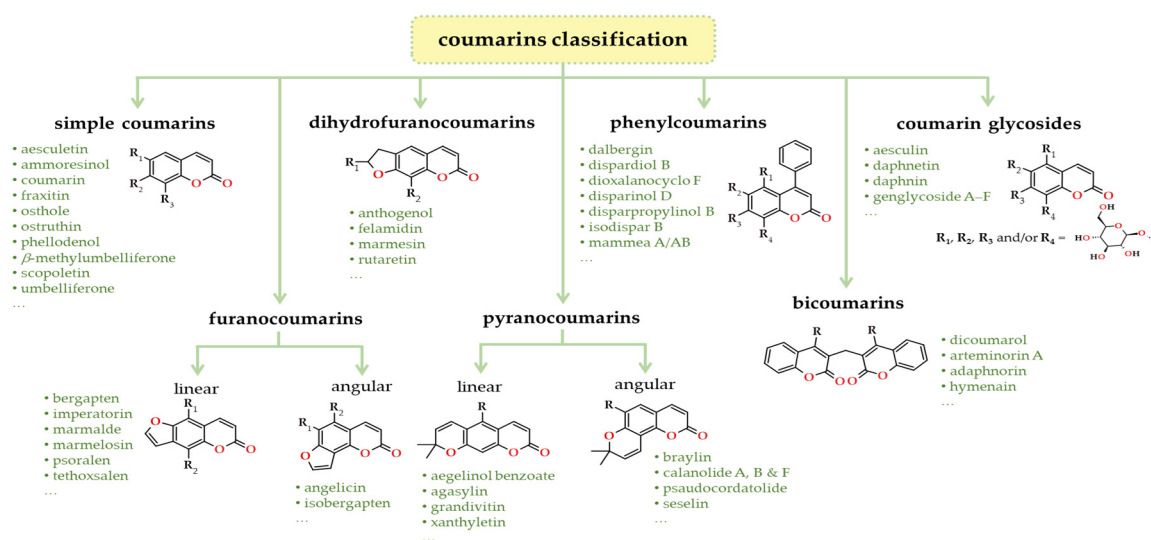 coumarins classification
simple coumarins
• aesculetin
• ammoresinol
• coumarin
• fraxitin
• osthole
• ostruthin
• phellodenol
• β-methylumbelliferone
• scopoletin
• umbelliferone
…
R1
R2
R3
O
O
dihydrofuranocoumarins
R1
O
R2
O
O
• anthogenol
• felamidin
• marmesin
• rutaretin
…
phenylcoumarins
• dalbergin
• dispardiol B
• dioxalanocyclo F
• disparinol D
• disparpropylinol B
• isodispar B
• mammea A/AB
…
R1
R2
R3
R4
O
O
coumarin glycosides
• aesculin
• daphnetin
• daphnin
• genglycoside A–F
…
R1
R2
R3
R4
O
O
R1, R2, R3 and/or R4 =
OH
O
O
HO
HO
OH
furanocoumarins
linear
• bergapten
• imperatorin
• marmalde
• marmelosin
• psoralen
• tethoxsalen
…
R1
O
O
O
R2
angular
R2
R1
O
O
O
• angelicin
• isobergapten
…
pyranocoumarins
linear
R
O
O
O
• aegelinol benzoate
• agasylin
• grandivitin
• xanthyletin
…
angular
R
O
O
O
• braylin
• calanolide A, B & F
• psaudocordatolide
• seselin
…
bicoumarins
R
R
O
O
O
O
• dicoumarol
• arteminorin A
• adaphnorin
• hymenain
…